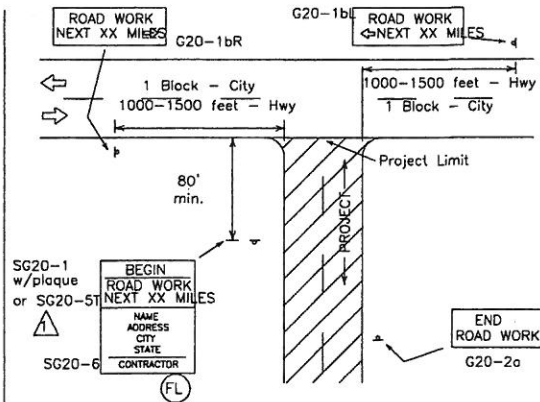 ROAD WORK
NEXT XX MILES
G20-1bR
G20-1bL
ROAD WORK
NEXT XX MILES
1 Block - City
1000-1500 feet - Hwy
1000-1500 feet - Hwy
1 Block - City
Project Limit
80'
min.
PROJECT
SG20-1
w/plaque
or SG20-5T
1
BEGIN
ROAD WORK
NEXT XX MILES
NAME
ADDRESS
CITY
STATE
CONTRACTOR
SG20-6
FL
END
ROAD WORK
G20-2a